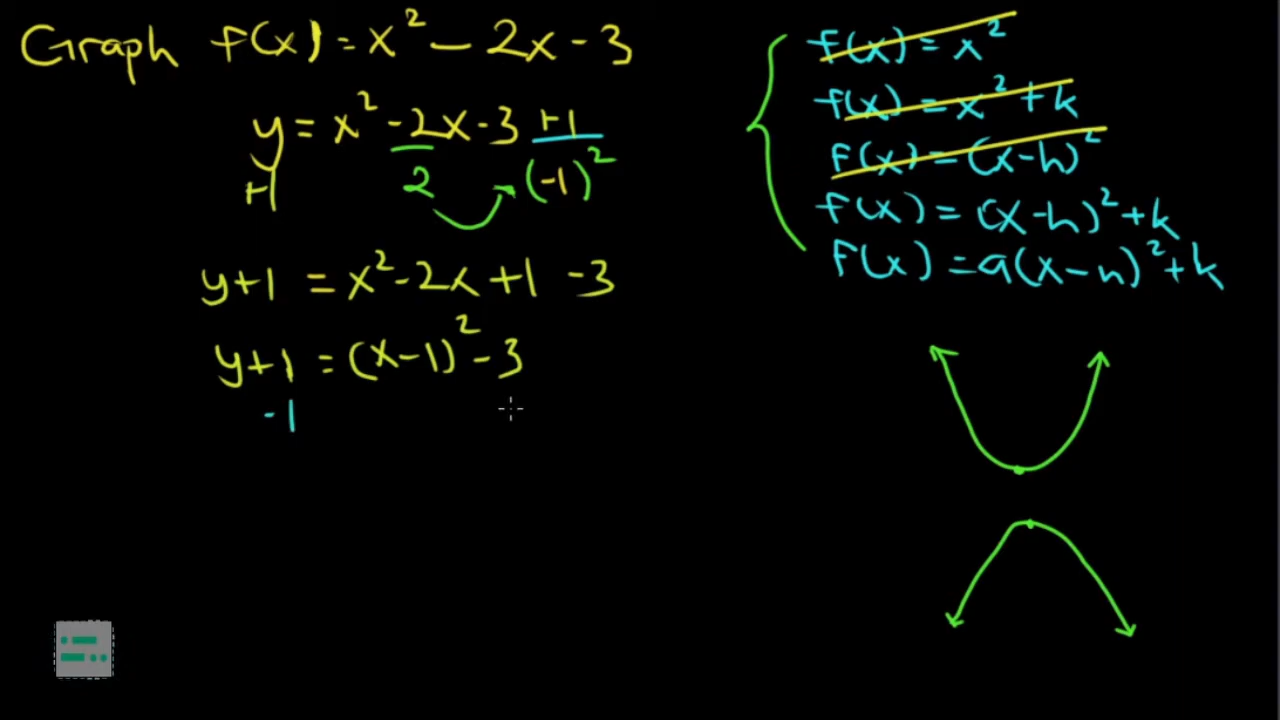 Graph f(x) = x² - 2x - 3
y = x² - 2x - 3 + 1
+1 2 (-1)²
y+1 = x² - 2x + 1 - 3
y+1 = (x-1)² - 3
-1
f(x) = x²
f(x) = x² + k
f(x) = (x-h)²
f(x) = (x-h)² + k
f(x) = a(x-h)² + k